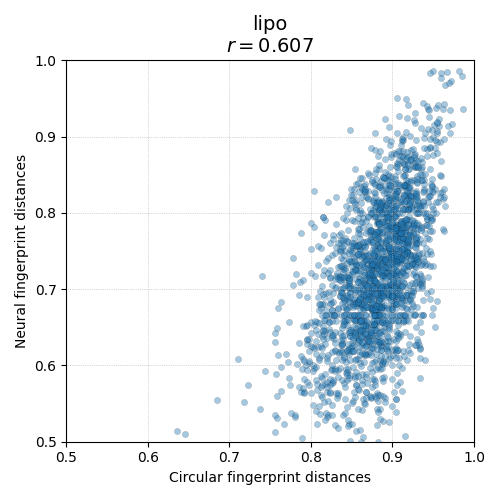 lipo
r = 0.607
1.0
0.9
0.8
0.7
0.6
0.5
Neural fingerprint distances
0.5 0.6 0.7 0.8 0.9 1.0
Circular fingerprint distances